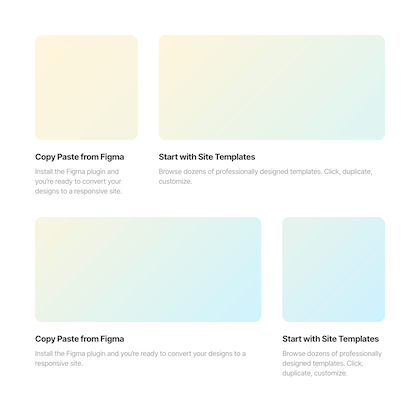 Copy Paste from Figma
Install the Figma plugin and
you're ready to convert your
designs to a responsive site.
Start with Site Templates
Browse dozens of professionally designed templates. Click, duplicate,
customize.
Copy Paste from Figma
Install the Figma plugin and you're ready to convert your designs to a
responsive site.
Start with Site Templates
Browse dozens of professionally
designed templates. Click,
duplicate, customize.